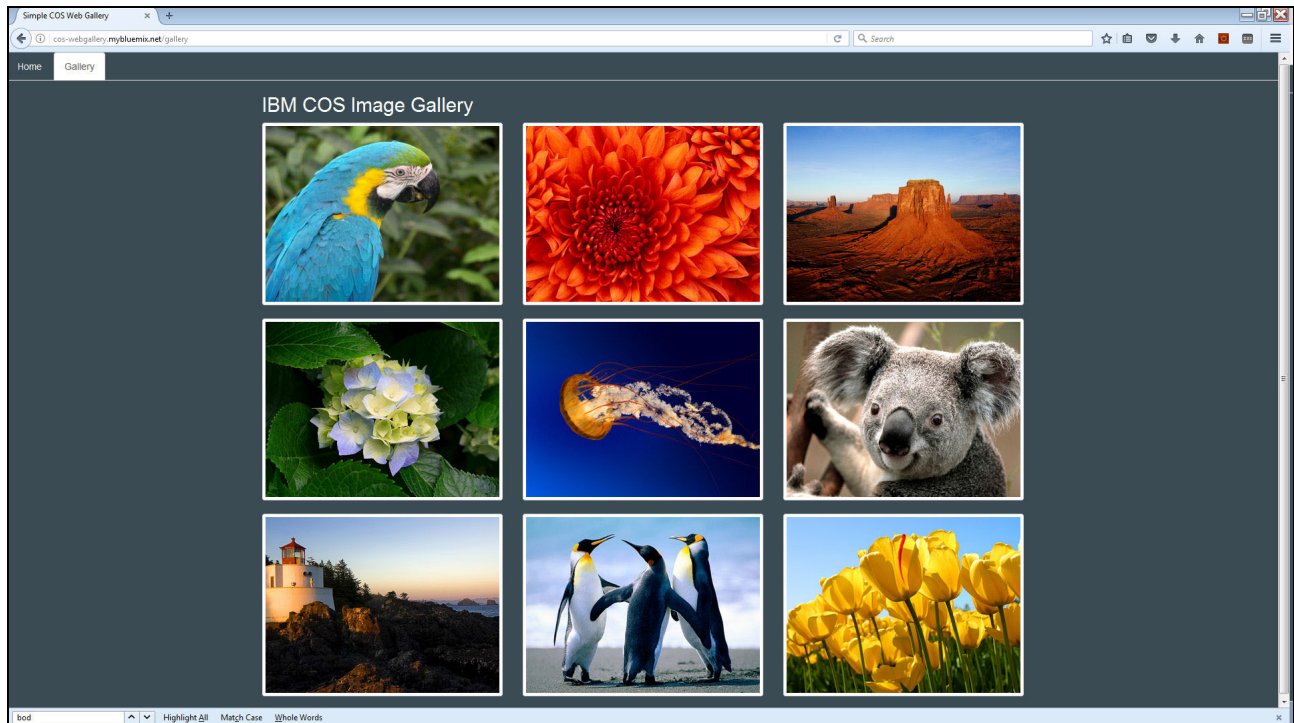 Simple COS Web Gallery
cos-webgallery.mybluemix.net/gallery
Search
Home
Gallery
IBM COS Image Gallery
bod
Highlight All
Match Case
Whole Words